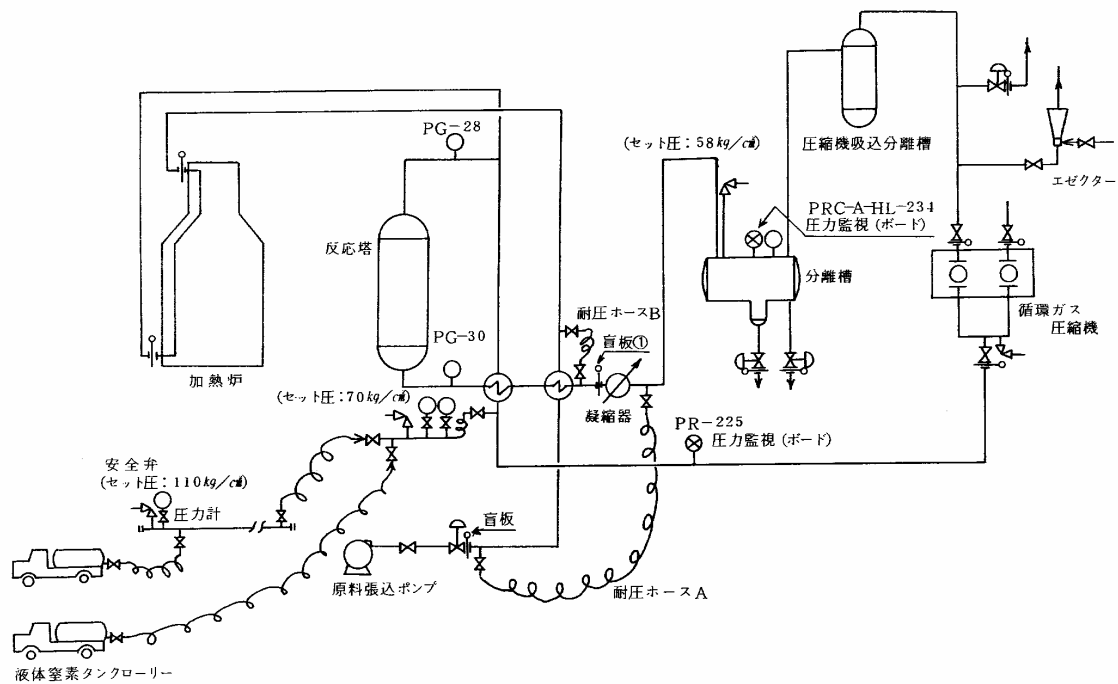 PG-28
(セット圧:58kg/c㎡)
圧縮機吸込分離槽
エゼクター
PRC-A-HL-234
圧力監視(ボード)
反応塔
分離槽
耐圧ホースB
循環ガス
圧縮機
PG-30
盲板①
加熱炉
(セット圧:70kg/c㎡)
凝縮器
PR-225
圧力監視(ボード)
安全弁
(セット圧:110kg/c㎡)
圧力計
盲板
原料張込ポンプ
耐圧ホースA
液体窒素タンクローリー